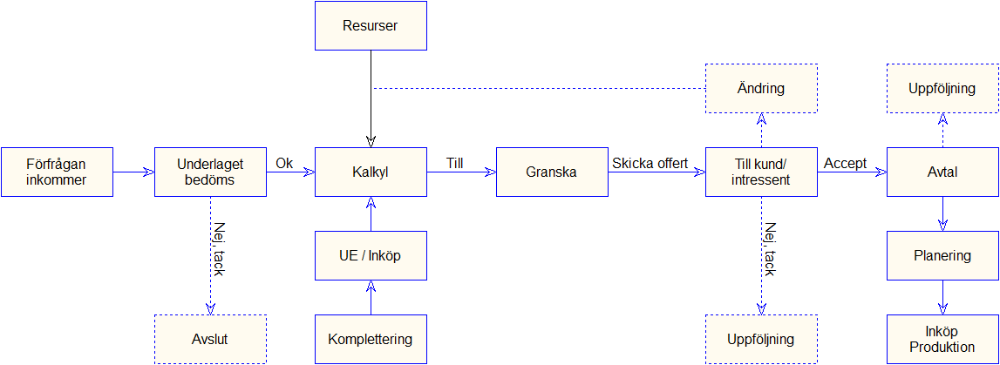 Resurser
Ändring
Uppföljning
Förfrågan
inkommer
Underlaget
bedöms
Ok
Kalkyl
Till
Granska
Skicka offert
Till kund/
intressent
Accept
Avtal
Nej, tack
UE / Inköp
Nej, tack
Planering
Avslut
Komplettering
Uppföljning
Inköp
Produktion